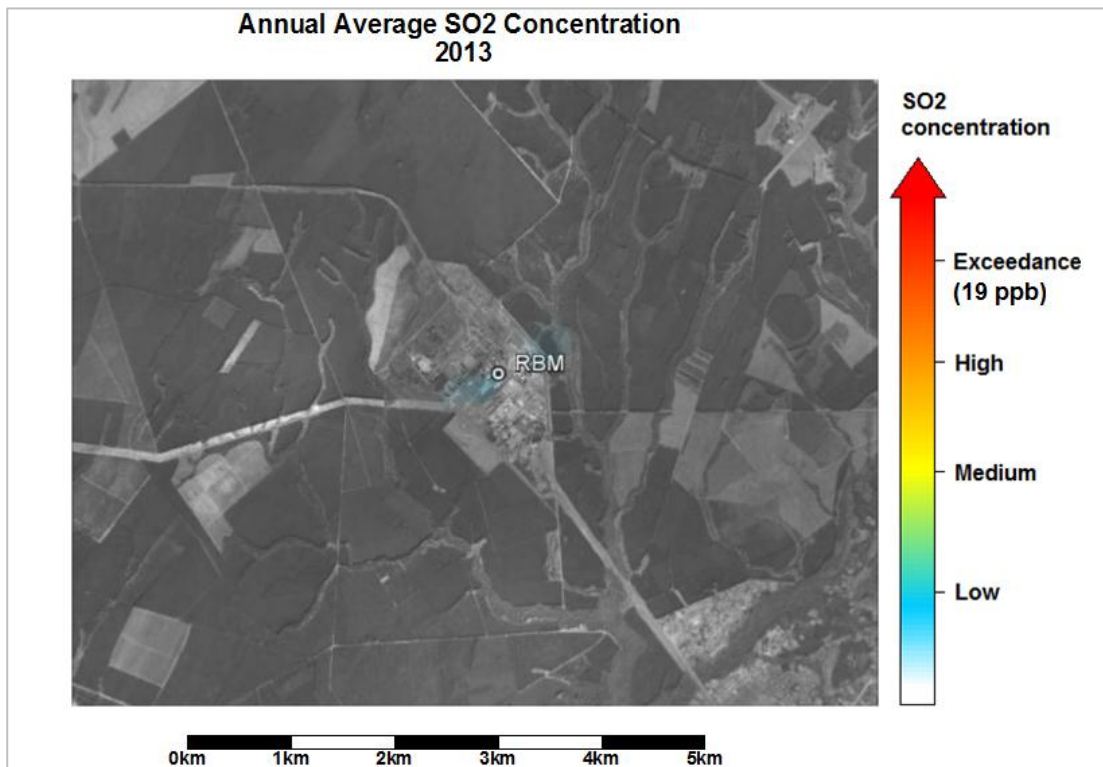 Annual Average SO2 Concentration
2013
SO2
concentration
Exceedance
(19 ppb)
RBM
High
Medium
Low
0km 1km 2km 3km 4km 5km